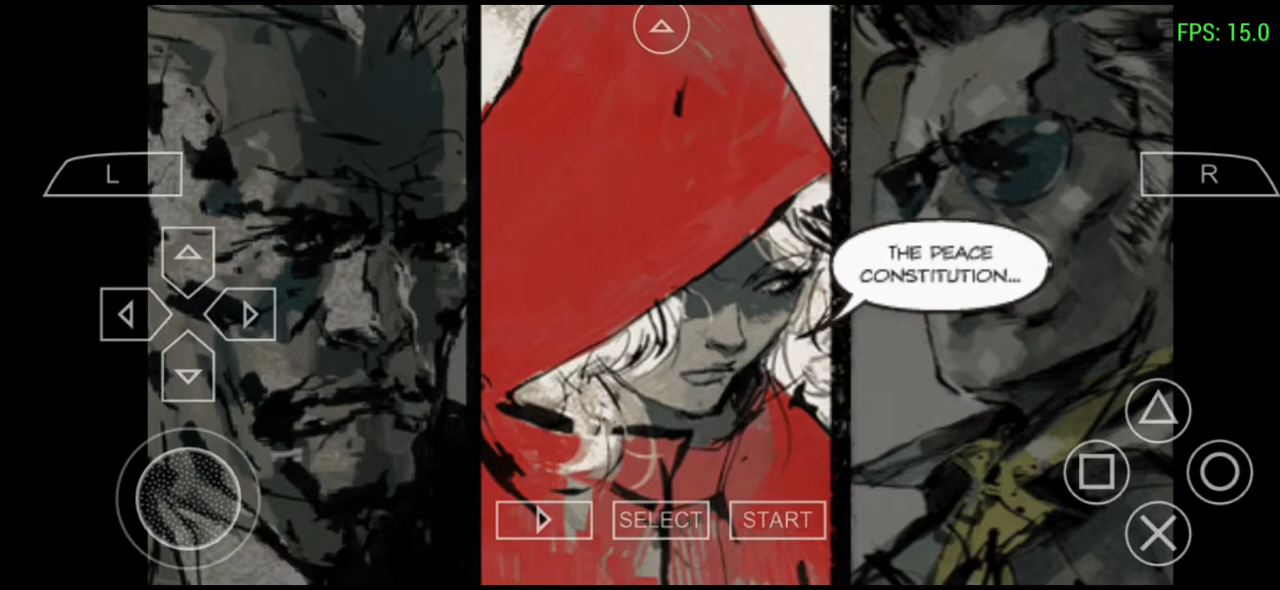 FPS: 15.0
L
R
THE PEACE
CONSTITUTION...
SELECT
START